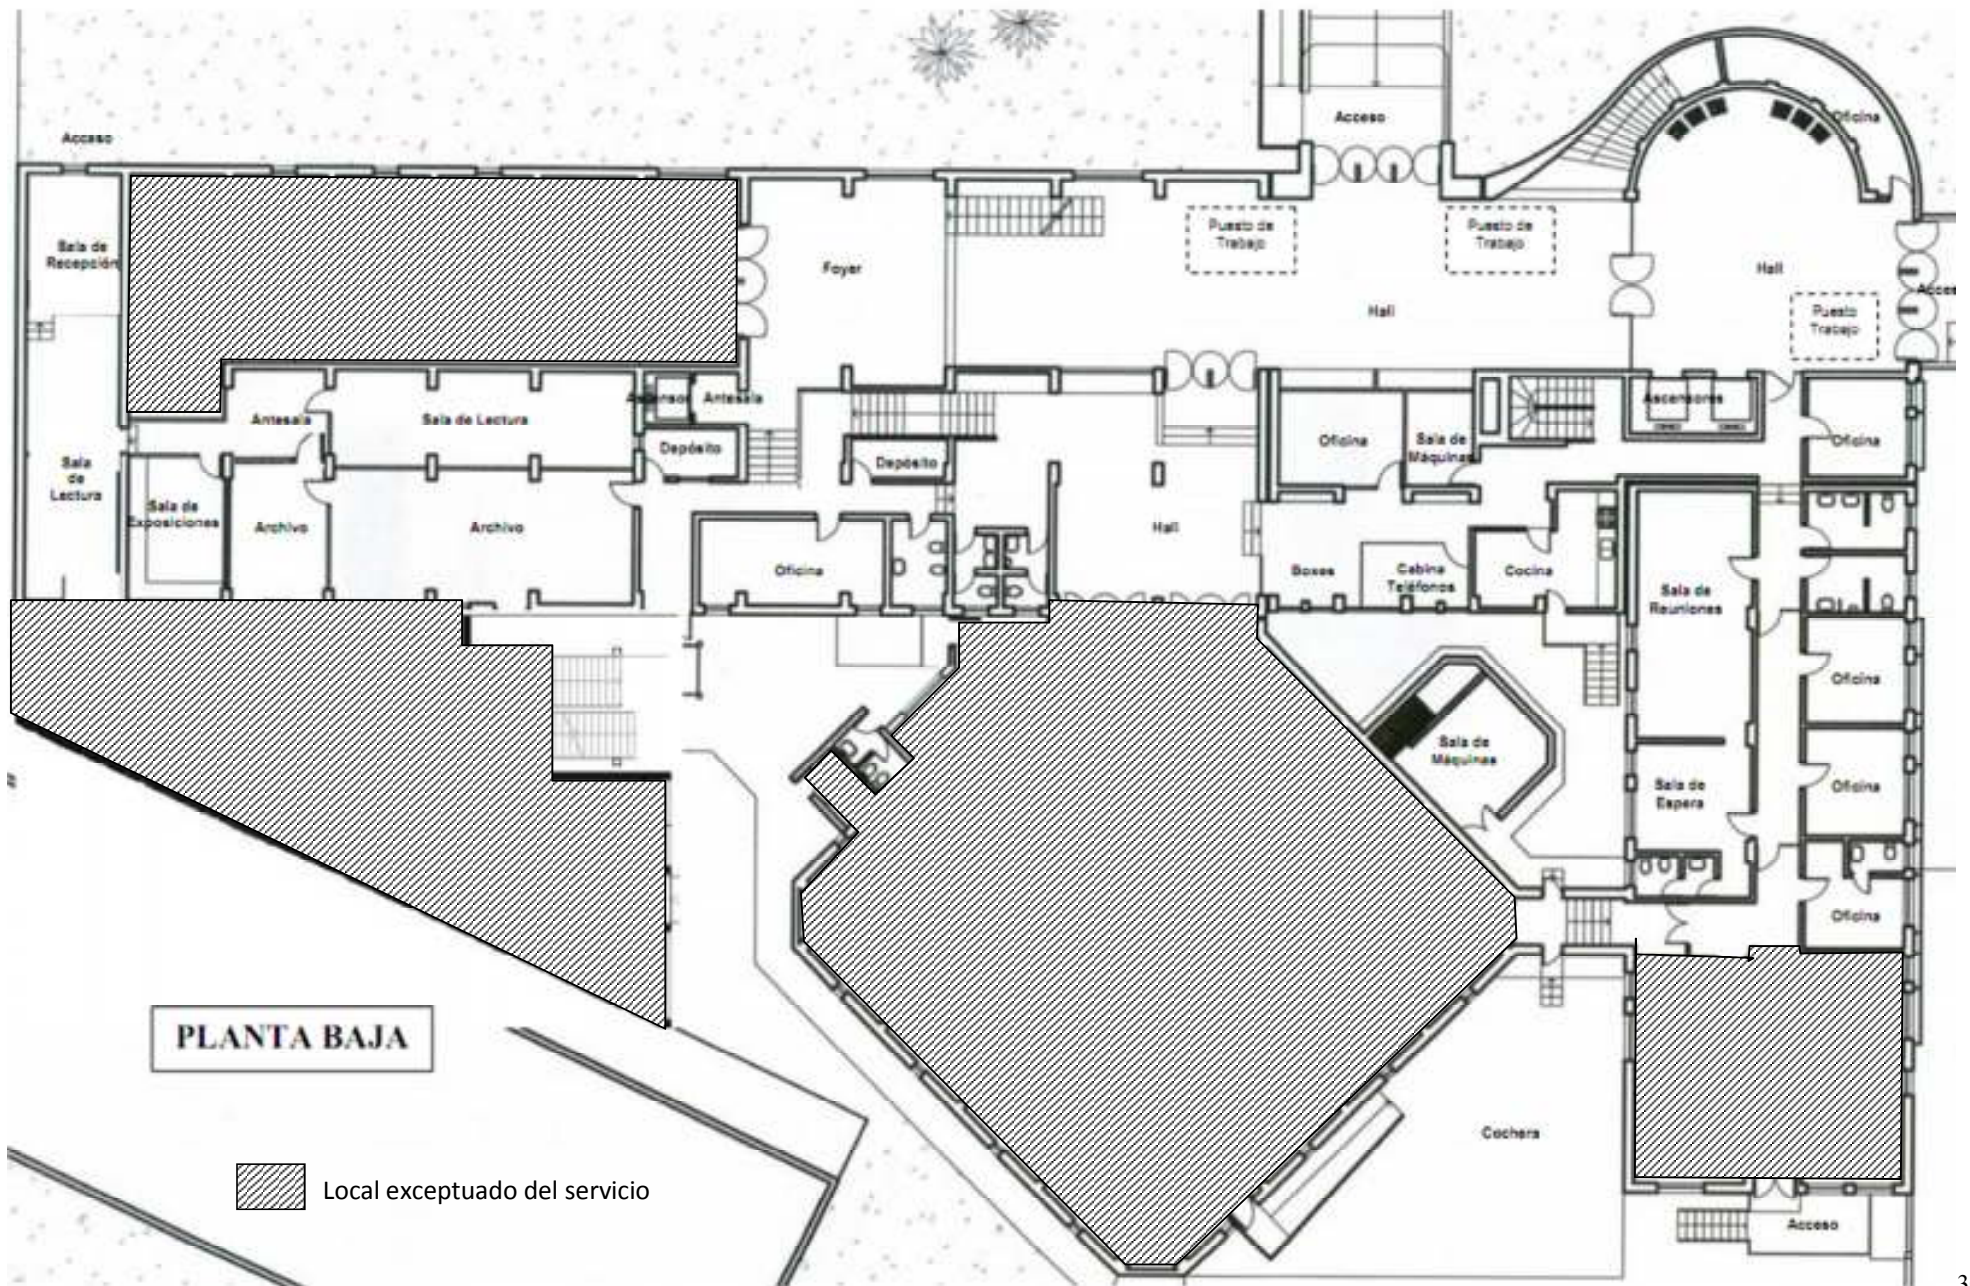 Acceso
Acceso
Oficina
Sala de
Recepción
Foyer
Puesto de
Trabajo
Puesto de
Trabajo
Hall
Hall
Puesto
Trabajo
Antesala
Sala de Lectura
Ascensor
Antesala
Depósito
Depósito
Oficina
Sala de
Máquinas
Ascensores
Oficina
Sala
de
Lectura
Sala de
Exposiciones
Archivo
Archivo
Oficina
Hall
Boxes
Cabina
Teléfonos
Cocina
Sala de
Reuniones
Oficina
Sala de
Máquinas
Sala de
Espera
Oficina
Oficina
PLANTA BAJA
Cochera
Local exceptuado del servicio
Acceso
3